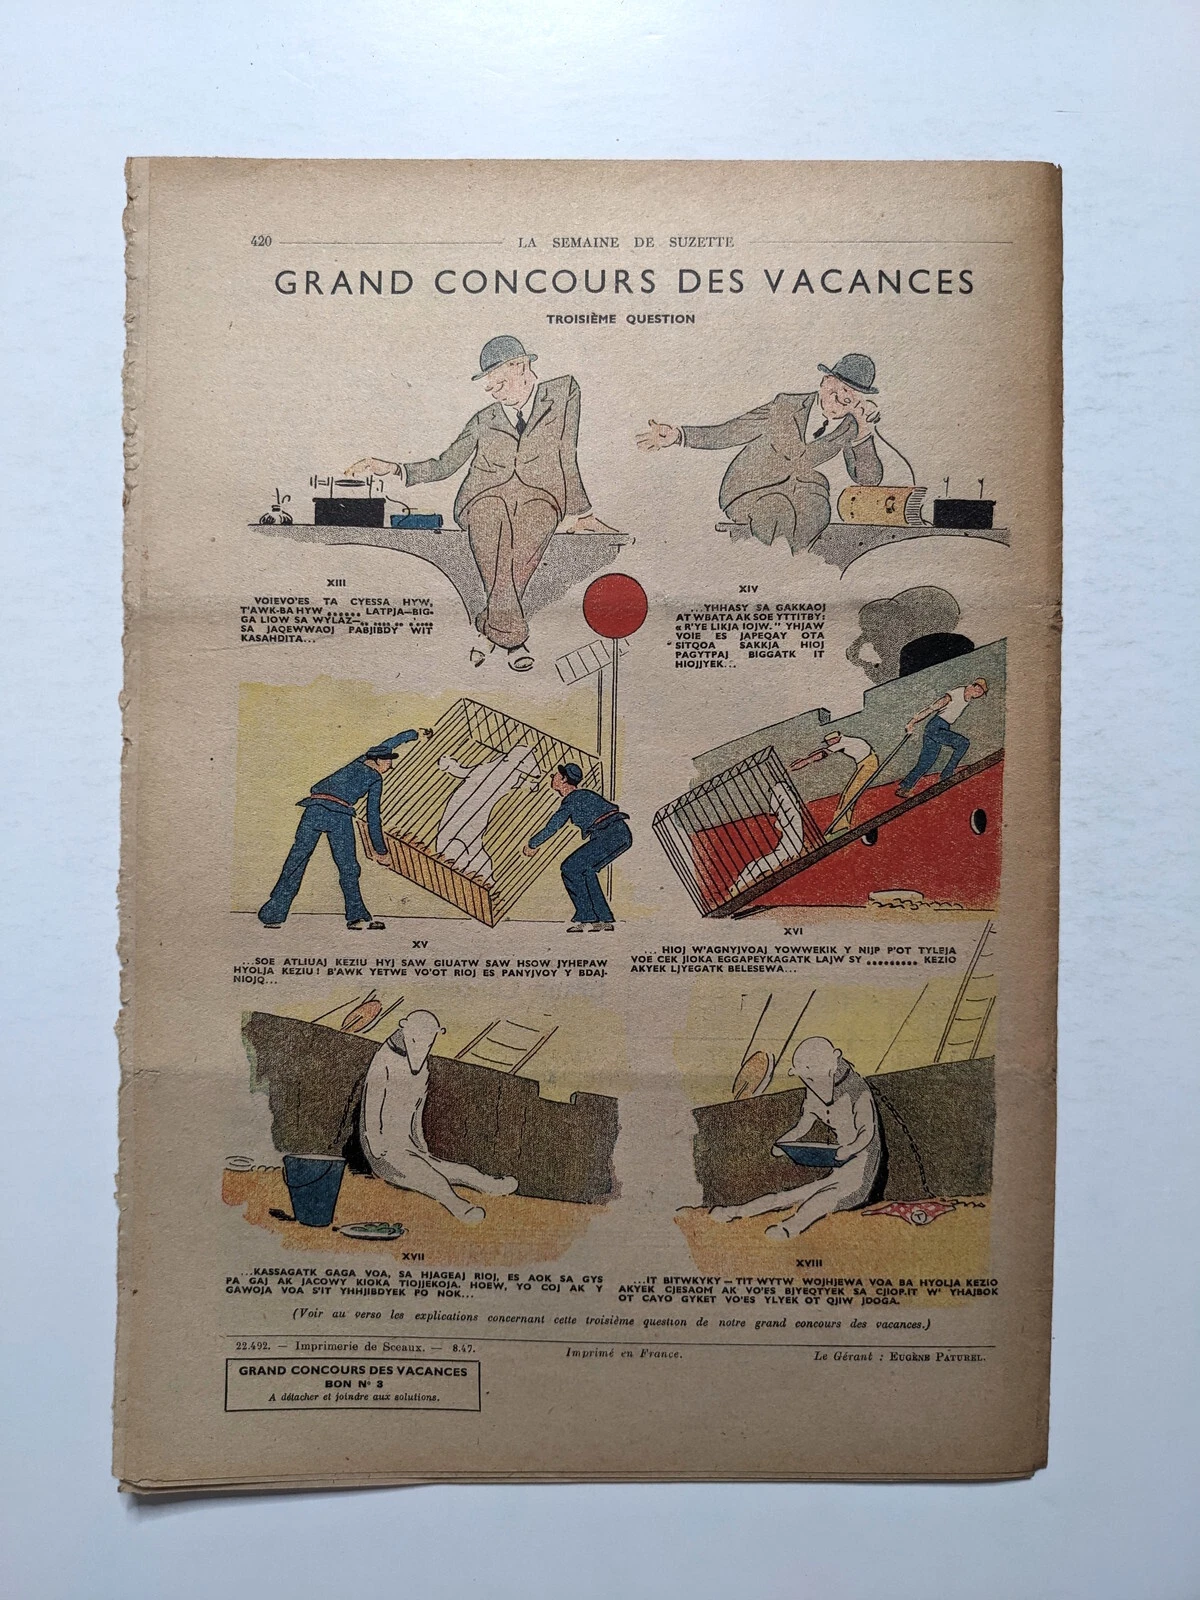 420
LA SEMAINE DE SUZETTE
GRAND CONCOURS DES VACANCES
TROISIÈME QUESTION
XIII
VOIEVO'ES TA CYESSA HYW,
T'AWK-BA HYW ...... LATPJA—BIG-
GA LIOW SA WYLAZ—.. .. .... .. .....
SA JAQEWWAOJ PABJIBDY WIT
KASAHDITA...
XIV
...YHHASY SA GAKKAOJ
AT WBATA AK SOE YTTITBY:
« R'YE LIKJA IOJW. " YHJAW
VOIE ES JAPEQAY OTA
SITQOA SAKKJA HIOJ
PAGYTPAJ BIGGATK IT
HIOJJYEK...
XV
...SOE ATLIUAJ KEZIU HYJ SAW GIUATW SAW HSOW JYHEPAW
HYOLJA KEZIU! B'AWK YETWE VO'OT RIOJ ES PANYJVOY Y BDAJ-
NIOJQ...
XVI
... HIOJ W'AGNYJVOAJ YOWWEKIK Y NIJP P'OT TYLEJA
VOE CEK JIOKA EGGAPEYKAGATK LAJW SY ......... KEZIO
AKYEK LJYEGATK BELESEWA...
XVII
...KASSAGATK GAGA VOA, SA HJAGEAJ RIOJ, ES AOK SA GYS
PA GAJ AK JACOWY KIOKA TIOJJEKOJA. HOEW, YO COJ AK Y
GAWOJA VOA S'IT YHHJIBDYEK PO NOK...
XVIII
...IT BITWKYKY — TIT WYTW WOJHJEWA VOA BA HYOLJA KEZIO
AKYEK CJESAOM AK VO'ES BJYEQTYEK SA CJIOP.IT W' YHAJBOK
OT CAYO GYKET VO'ES YLYEK OT QJIW JDOGA.
(Voir au verso les explications concernant cette troisième question de notre grand concours des vacances.)
22.492. — Imprimerie de Sceaux. — 8.47.
Imprimé en France.
Le Gérant : EUGÈNE PATUREL.
GRAND CONCOURS DES VACANCES
BON N° 3
A détacher et joindre aux solutions.